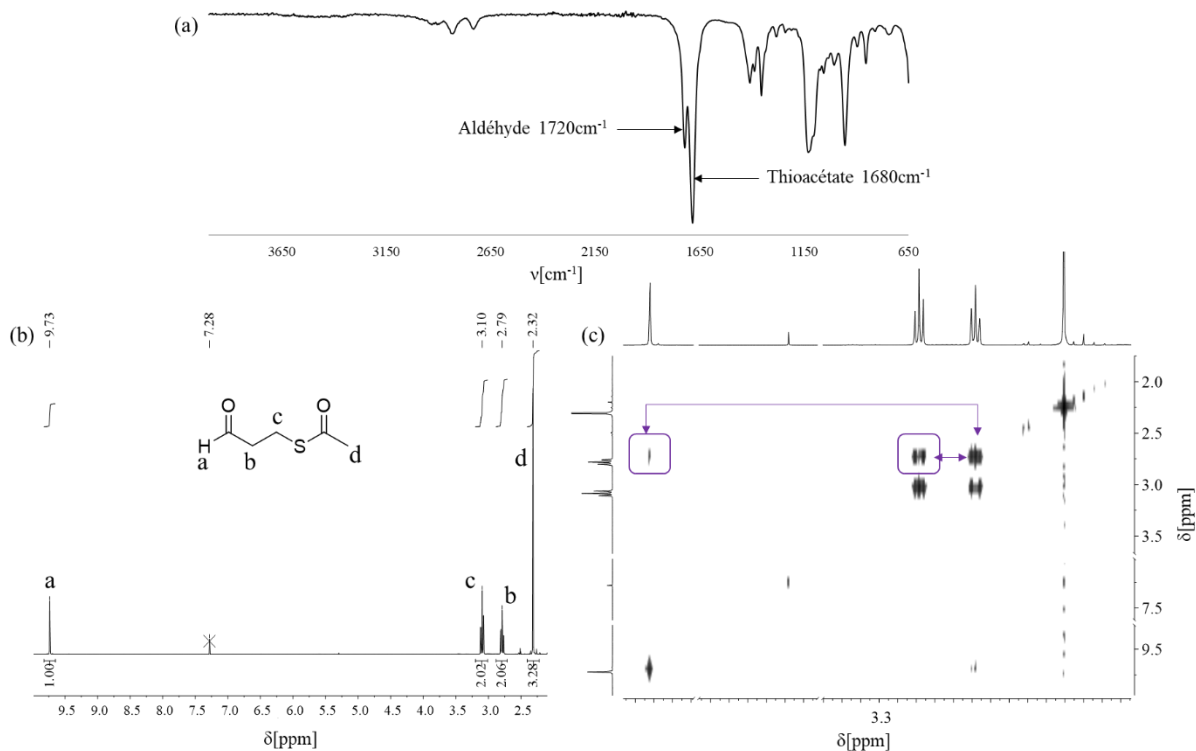 (a)
Aldéhyde 1720cm-1
Thioacétate 1680cm-1
3650 3150 2650 2150 1650 1150 650
ν[cm-1]
(b)
9.73
7.28
3.10
2.79
2.32
O
O
c
H
S
a
b
d
d
a
c
b
1.00
2.02
2.06
3.28
9.5 9.0 8.5 8.0 7.5 7.0 6.5 6.0 5.5 5.0 4.5 4.0 3.5 3.0 2.5
δ[ppm]
(c)
2.0
2.5
3.0
3.5
7.5
9.5
δ[ppm]
3.3
δ[ppm]